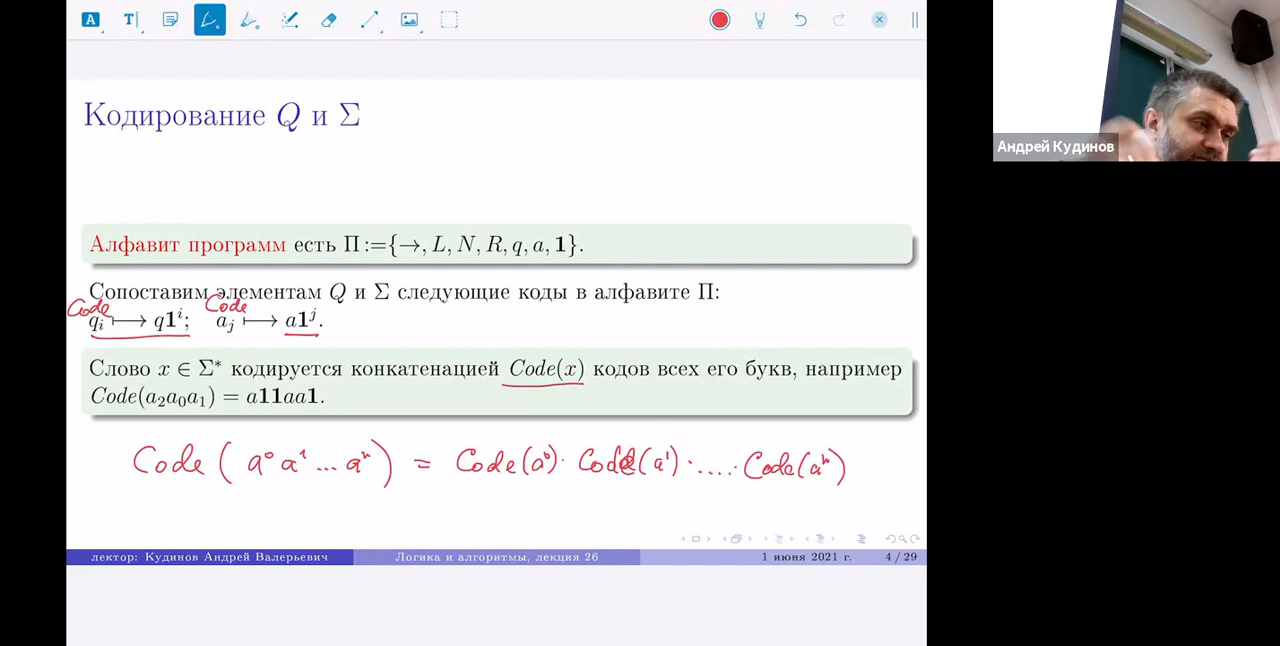 Кодирование Q и Σ
Алфавит программ есть Π:={→, L, N, R, q, a, 1}.
Сопоставим элементам Q и Σ следующие коды в алфавите Π:
Code Code
qᵢ ⟼ q1ⁱ; aⱼ ⟼ a1ʲ.
Слово x ∈ Σ* кодируется конкатенацией Code(x) кодов всех его букв, например
Code(a₂a₀a₁) = a11aa1.
Code ( a⁰ a¹ ... aⁿ ) = Code(a⁰) · Code(a¹) · .... · Code(aⁿ)
лектор: Кудинов Андрей Валерьевич Логика и алгоритмы, лекция 26 1 июня 2021 г. 4 / 29
Андрей Кудинов